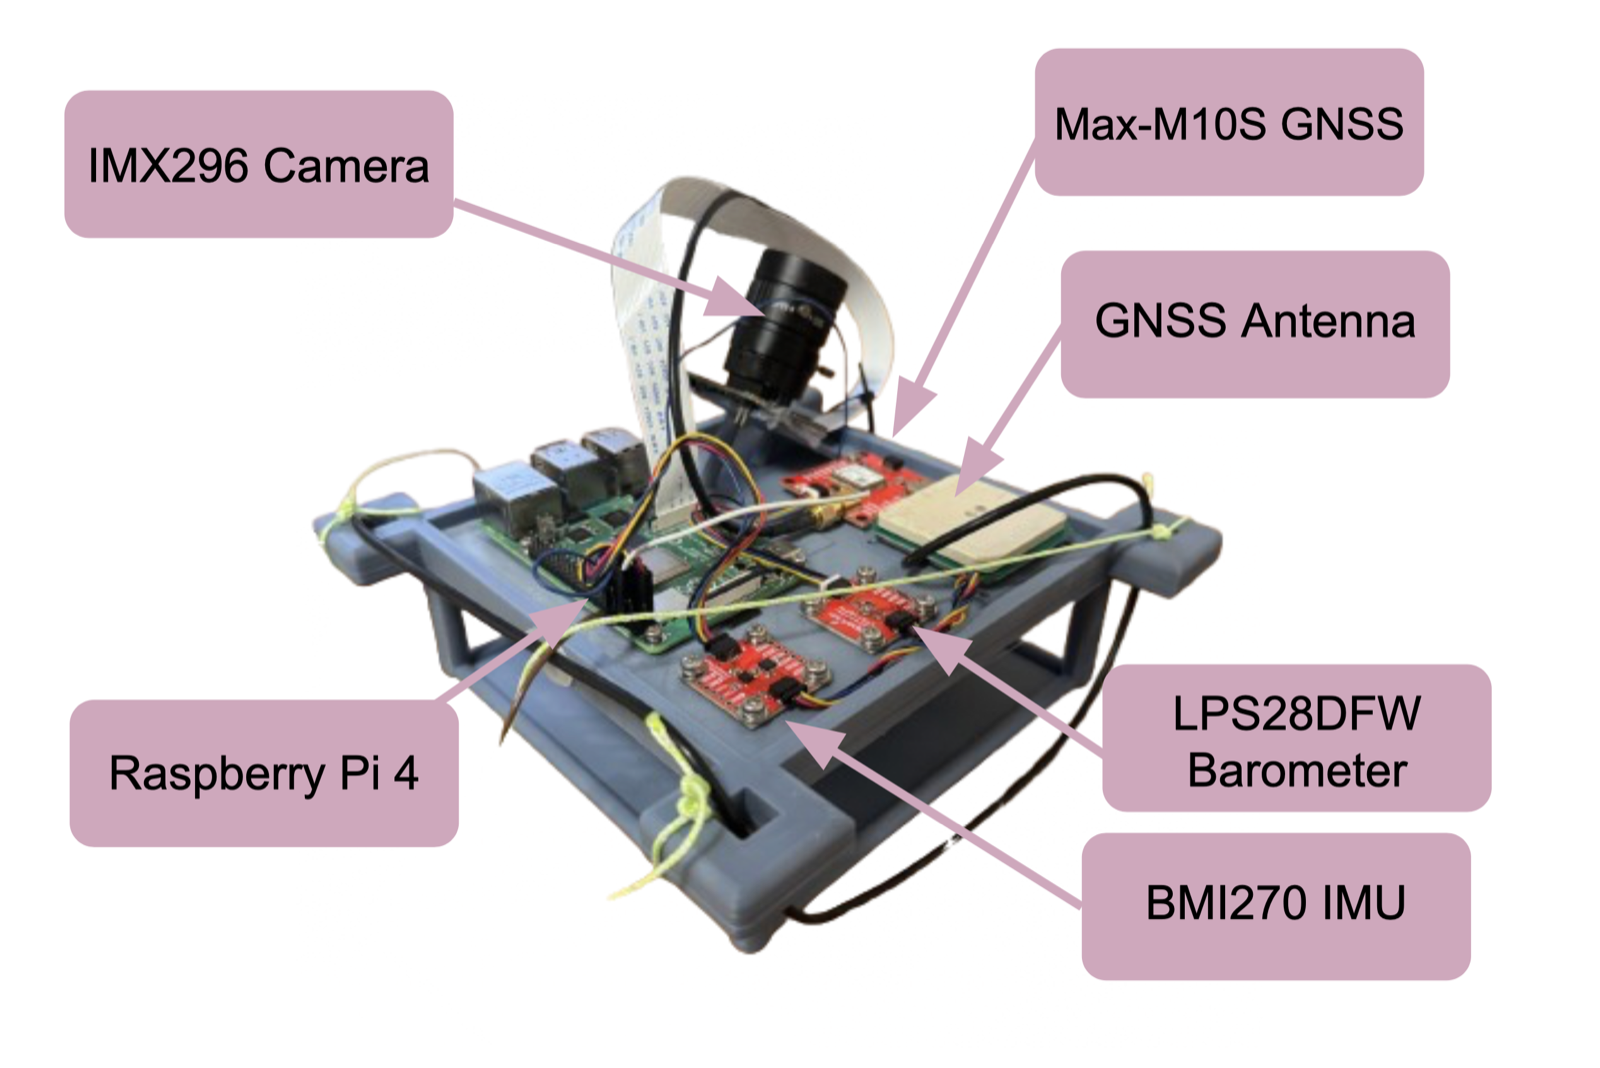 IMX296 Camera
Max-M10S GNSS
GNSS Antenna
Raspberry Pi 4
LPS28DFW
Barometer
BMI270 IMU